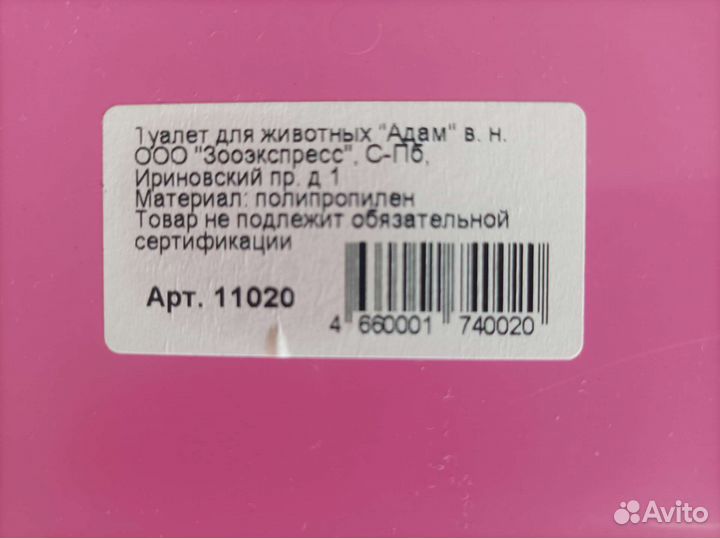 Туалет для животных "Адам" в. н.
ООО "Зооэкспресс", С-Пб,
Ириновский пр. д 1
Материал: полипропилен
Товар не подлежит обязательной
сертификации
Арт. 11020
4 660001 740020
Avito